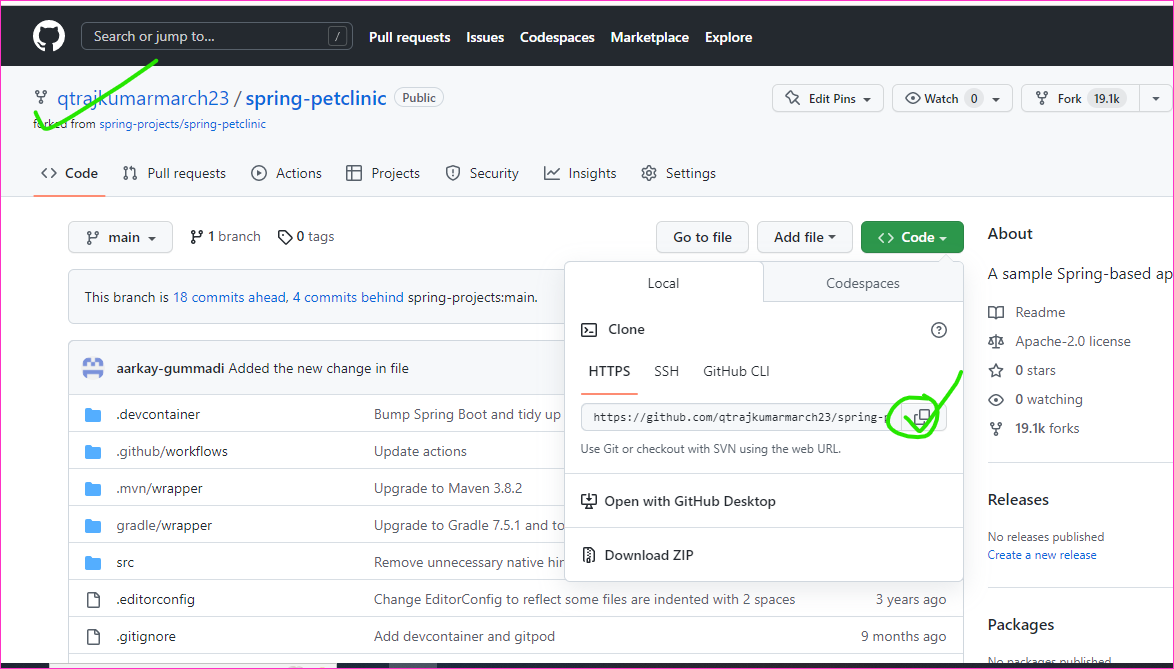 Search or jump to... /
Pull requests Issues Codespaces Marketplace Explore
qtrajkumarmarch23 / spring-petclinic Public
forked from spring-projects/spring-petclinic
Edit Pins Watch 0 Fork 19.1k
Code Pull requests Actions Projects Security Insights Settings
main 1 branch 0 tags
Go to file Add file Code
This branch is 18 commits ahead, 4 commits behind spring-projects:main.
aarkay-gummadi Added the new change in file
.devcontainer Bump Spring Boot and tidy up
.github/workflows Update actions
.mvn/wrapper Upgrade to Maven 3.8.2
gradle/wrapper Upgrade to Gradle 7.5.1 and to
src Remove unnecessary native hin
.editorconfig Change EditorConfig to reflect some files are indented with 2 spaces 3 years ago
.gitignore Add devcontainer and gitpod 9 months ago
Local Codespaces
Clone
HTTPS SSH GitHub CLI
https://github.com/qtrajkumarmarch23/spring-p
Use Git or checkout with SVN using the web URL.
Open with GitHub Desktop
Download ZIP
About
A sample Spring-based ap
Readme
Apache-2.0 license
0 stars
0 watching
19.1k forks
Releases
No releases published
Create a new release
Packages
No packages published